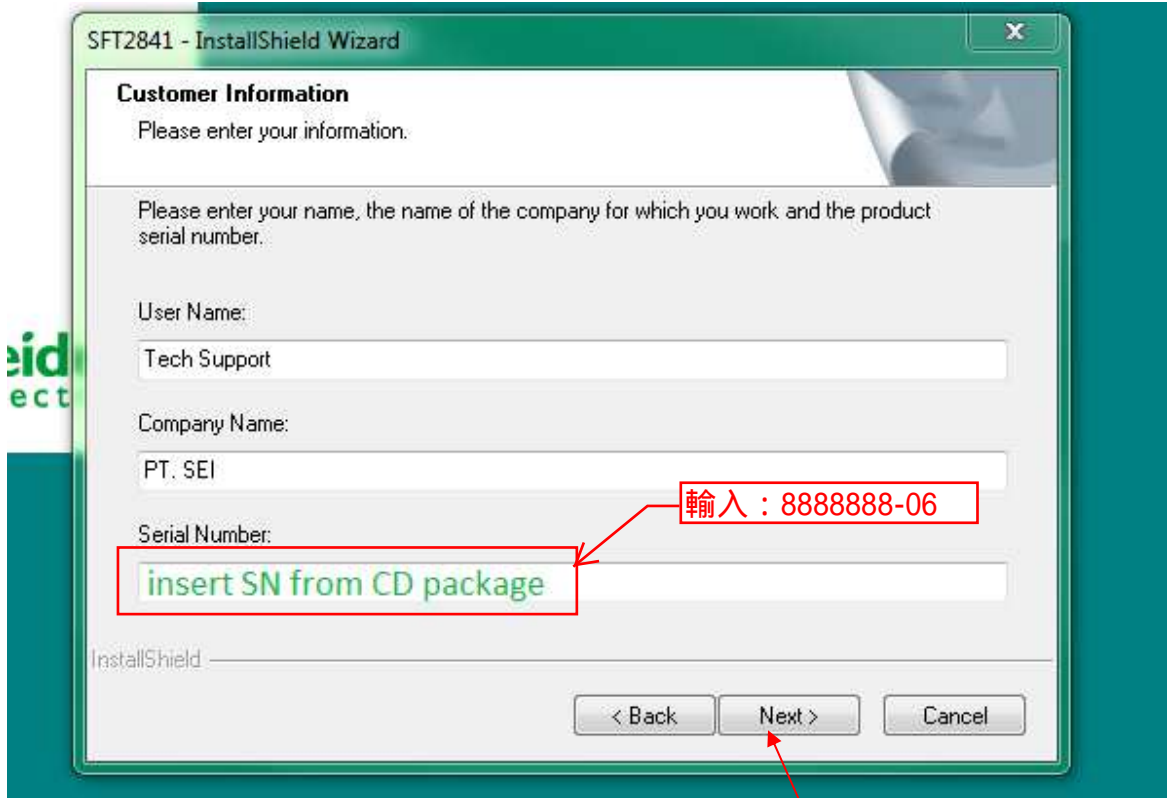 SFT2841 - InstallShield Wizard
Customer Information
Please enter your information.
Please enter your name, the name of the company for which you work and the product
serial number.
User Name:
Tech Support
eid
ect
Company Name:
PT. SEI
輸入：8888888-06
Serial Number:
insert SN from CD package
InstallShield
< Back
Next >
Cancel